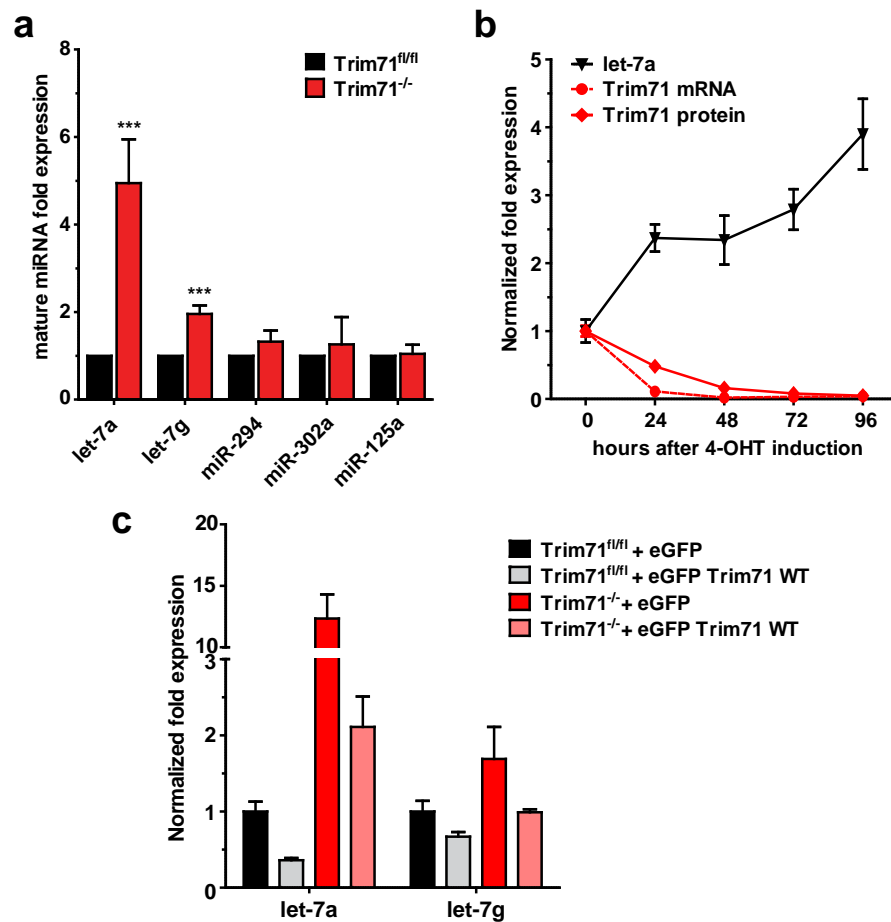 a
mature miRNA fold expression
8
6
4
2
0
Trim71fl/fl
Trim71-/-
***
***
let-7a
let-7g
miR-294
miR-302a
miR-125a
b
Normalized fold expression
5
4
3
2
1
0
let-7a
Trim71 mRNA
Trim71 protein
0 24 48 72 96
hours after 4-OHT induction
c
Normalized fold expression
20
15
10
3
2
1
0
Trim71fl/fl + eGFP
Trim71fl/fl + eGFP Trim71 WT
Trim71-/- + eGFP
Trim71-/- + eGFP Trim71 WT
let-7a let-7g